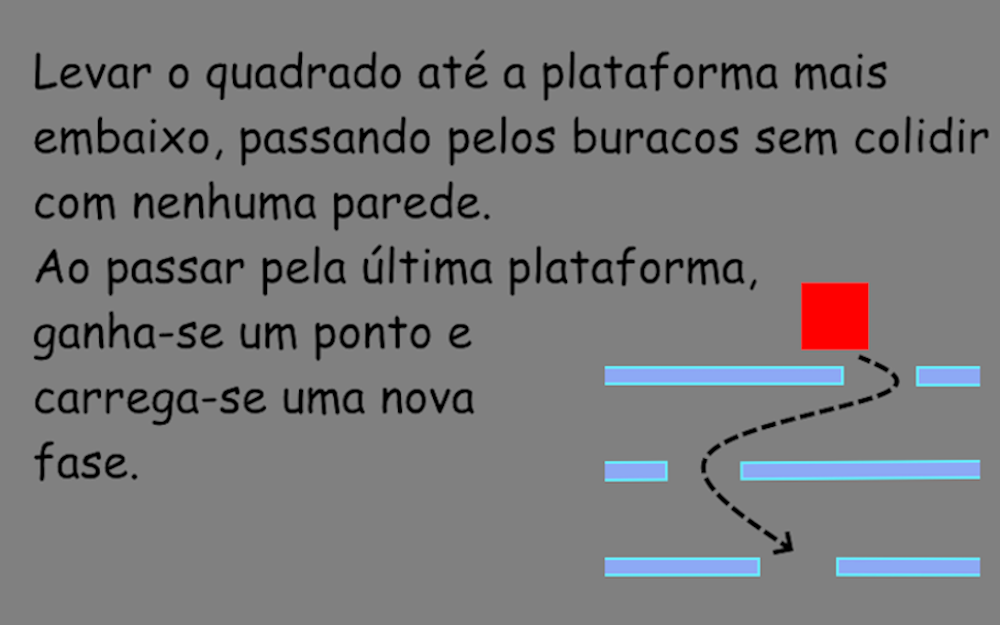 Levar o quadrado até a plataforma mais
embaixo, passando pelos buracos sem colidir
com nenhuma parede.
Ao passar pela última plataforma,
ganha-se um ponto e
carrega-se uma nova
fase.